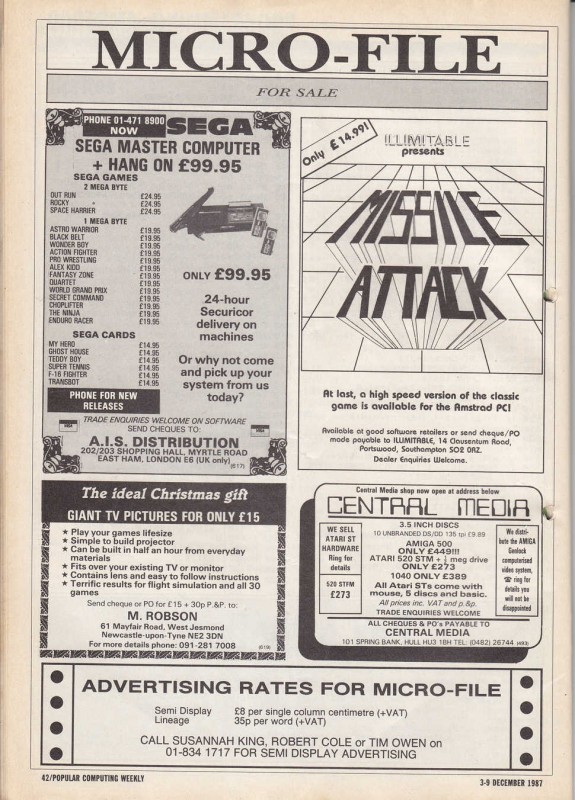 MICRO-FILE
FOR SALE
PHONE 01-471 8900
NOW
SEGA
SEGA MASTER COMPUTER
+ HANG ON £99.95
SEGA GAMES
2 MEGA BYTE
OUT RUN £24.95
ROCKY " £24.95
SPACE HARRIER £24.95
1 MEGA BYTE
ASTRO WARRIOR £19.95
BLACK BELT £19.95
WONDER BOY £19.95
ACTION FIGHTER £19.95
PRO WRESTLING £19.95
ALEX KIDD £19.95
FANTASY ZONE £19.95
QUARTET £19.95
WORLD GRAND PRIX £19.95
SECRET COMMAND £19.95
CHOPLIFTER £19.95
THE NINJA £19.95
ENDURO RACER £19.95
SEGA CARDS
MY HERO £14.95
GHOST HOUSE £14.95
TEDDY BOY £14.95
SUPER TENNIS £14.95
F-16 FIGHTER £14.95
TRANSBOT £14.95
PHONE FOR NEW
RELEASES
ONLY £99.95
24-hour
Securicor
delivery on
machines
Or why not come
and pick up your
system from us
today?
TRADE ENQUIRIES WELCOME ON SOFTWARE
SEND CHEQUES TO:
A.I.S. DISTRIBUTION
202/203 SHOPPING HALL, MYRTLE ROAD
EAST HAM, LONDON E6 (UK only)
(617)
Only £14.99!
ILLIMITABLE
presents
MISSILE
ATTACK
At last, a high speed version of the classic
game is available for the Amstrad PC!
Available at good software retailers or send cheque/PO
made payable to ILLIMITABLE, 14 Clausentum Road,
Portswood, Southampton SO2 0RZ.
Dealer Enquiries Welcome.
The ideal Christmas gift
GIANT TV PICTURES FOR ONLY £15
★ Play your games lifesize
★ Simple to build projector
★ Can be built in half an hour from everyday
materials
★ Fits over your existing TV or monitor
★ Contains lens and easy to follow instructions
★ Terrific results for flight simulation and all 30
games
Send cheque or PO for £15 + 30p P.&P. to:
M. ROBSON
61 Mayfair Road, West Jesmond
Newcastle-upon-Tyne NE2 3DN
For more details phone: 091-281 7008
(619)
Central Media shop now open at address below
CENTRAL MEDIA
WE SELL
ATARI ST
HARDWARE
Ring for
details
520 STFM
£273
3.5 INCH DISCS
10 UNBRANDED DS/DD 135 tpi £9.89
AMIGA 500
ONLY £449!!!
ATARI 520 STM + ½ meg drive
ONLY £273
1040 ONLY £389
All Atari STs come with
mouse, 5 discs and basic.
All prices inc. VAT and p.&p.
TRADE ENQUIRIES WELCOME
We distri-
bute the AMIGA
Genlock
computerised
video system,
☎ ring for
details you
will not be
disappointed
ALL CHEQUES & PO's PAYABLE TO
CENTRAL MEDIA
101 SPRING BANK, HULL HU3 1BH TEL: (0482) 26744 (493)
ADVERTISING RATES FOR MICRO-FILE
Semi Display £8 per single column centimetre (+VAT)
Lineage 35p per word (+VAT)
CALL SUSANNAH KING, ROBERT COLE or TIM OWEN on
01-834 1717 FOR SEMI DISPLAY ADVERTISING
42/POPULAR COMPUTING WEEKLY
3-9 DECEMBER 1987